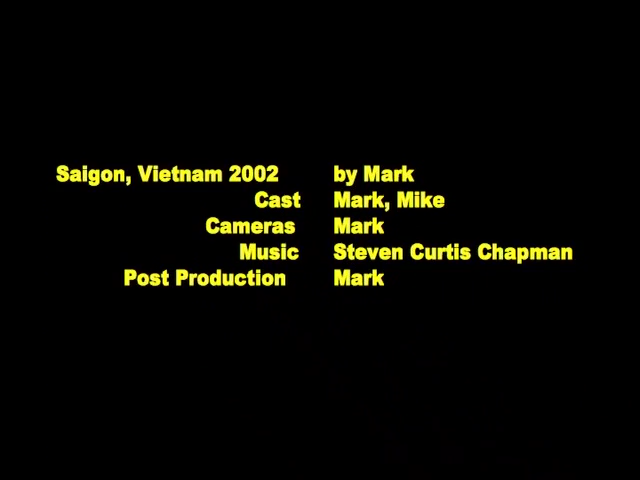 Saigon, Vietnam 2002 by Mark
Cast Mark, Mike
Cameras Mark
Music Steven Curtis Chapman
Post Production Mark